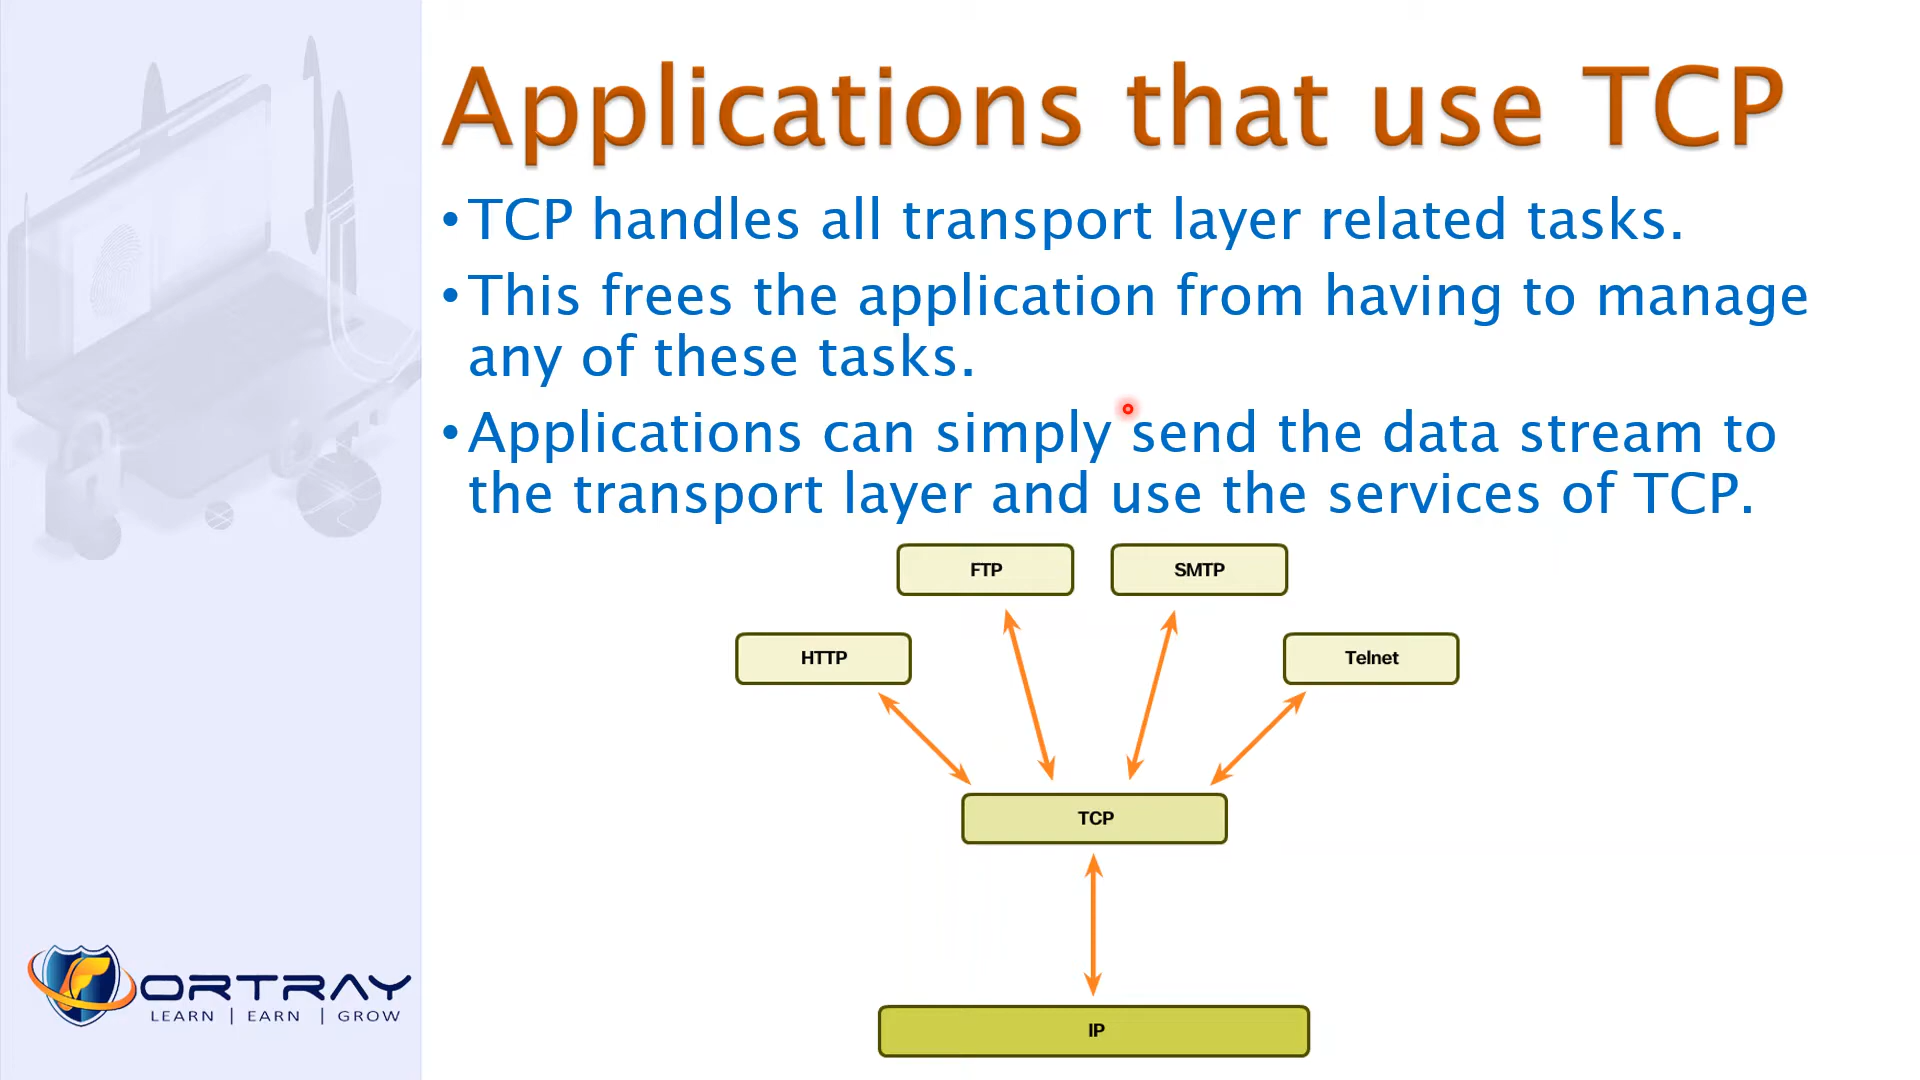 Applications that use TCP
•TCP handles all transport layer related tasks.
•This frees the application from having to manage
any of these tasks.
•Applications can simply send the data stream to
the transport layer and use the services of TCP.
FTP
SMTP
HTTP
Telnet
TCP
IP
ORTRAY
LEARN | EARN | GROW